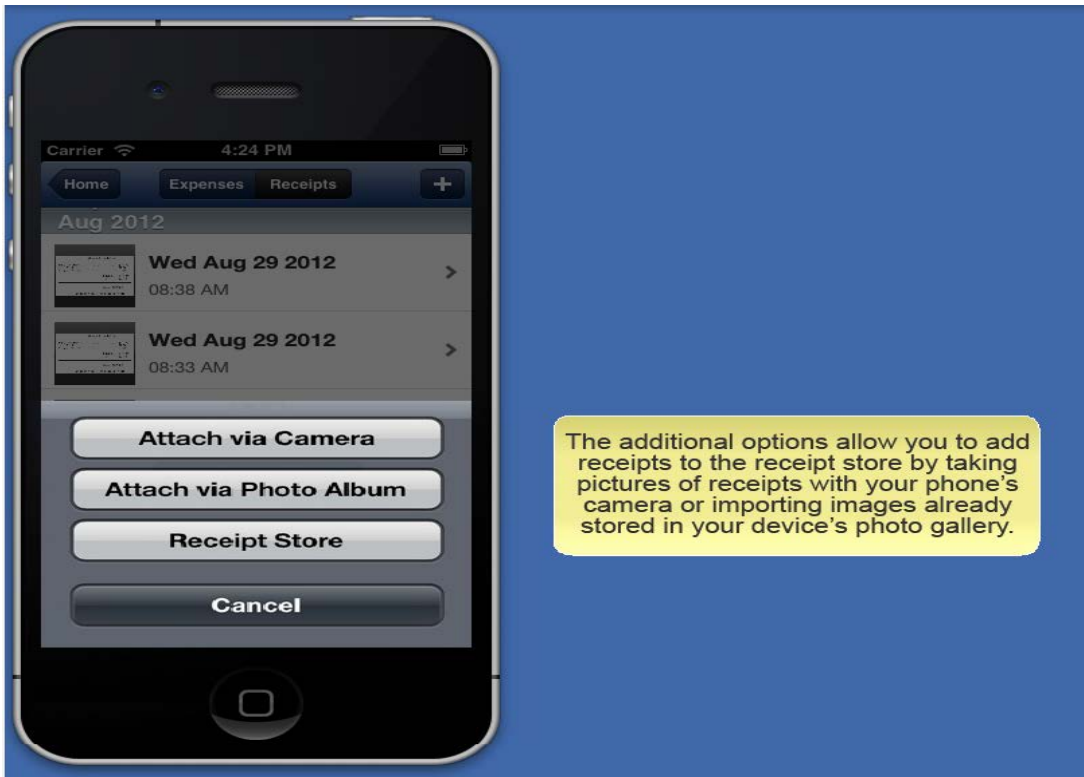 Carrier 4:24 PM
Home Expenses Receipts +
Aug 2012
Wed Aug 29 2012
08:38 AM
Wed Aug 29 2012
08:33 AM
Attach via Camera
Attach via Photo Album
Receipt Store
Cancel
The additional options allow you to add
receipts to the receipt store by taking
pictures of receipts with your phone's
camera or importing images already
stored in your device's photo gallery.